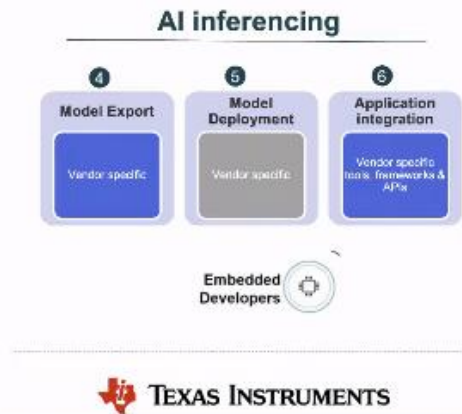 AI inferencing
4
Model Export
Vendor specific
5
Model
Deployment
Vendor specific
6
Application
integration
Vendor specific
tools, frameworks &
APIs
Embedded
Developers
TEXAS INSTRUMENTS